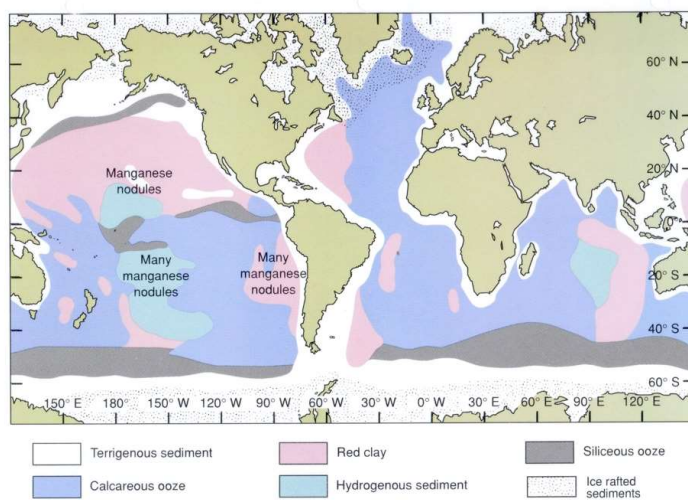 60° N
40° N
20° N
0°
20° S
40° S
60° S
Manganese
nodules
Many
manganese
nodules
Many
manganese
nodules
150° E
180° W
150° W
120° W
90° W
60° W
30° W
0° W
30° E
60° E
90° E
120° E
Terrigenous sediment
Red clay
Siliceous ooze
Calcareous ooze
Hydrogenous sediment
Ice rafted
sediments